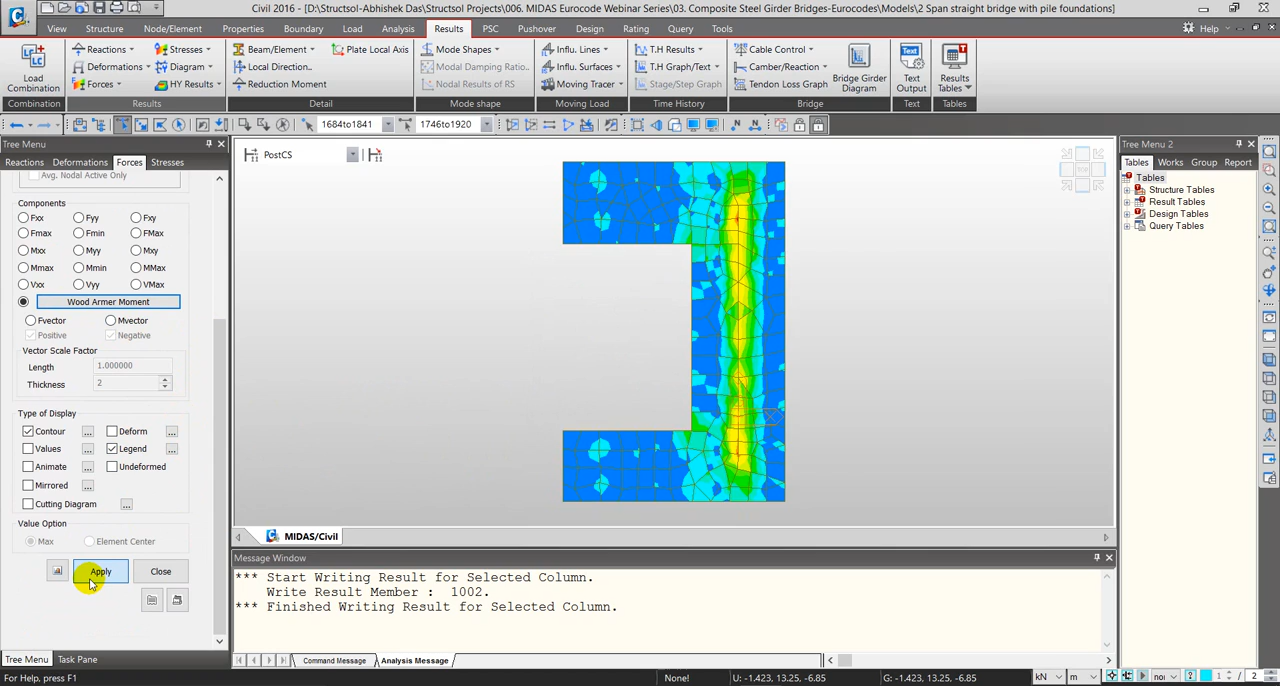 Civil 2016 - [D:\Structsol-Abhishek Das\Structsol Projects\006. MIDAS Eurocode Webinar Series\03. Composite Steel Girder Bridges-Eurocodes\Models\2 Span straight bridge with pile foundations]
View Structure Node/Element Properties Boundary Load Analysis Results PSC Pushover Design Rating Query Tools Help
Reactions Stresses Beam/Element Plate Local Axis Mode Shapes Influ. Lines T.H Results Cable Control
Deformations Diagram Local Direction.. Modal Damping Ratio.. Influ. Surfaces T.H Graph/Text Camber/Reaction
Forces HY Results Reduction Moment Nodal Results of RS Moving Tracer Stage/Step Graph Tendon Loss Graph
Load Combination
Bridge Girder Diagram
Text Output
Results Tables
Combination Results Detail Mode shape Moving Load Time History Bridge Text Tables
1684to1841 1746to1920
Tree Menu
Reactions Deformations Forces Stresses
Avg. Nodal Active Only
Components
Fxx Fyy Fxy
Fmax Fmin FMax
Mxx Myy Mxy
Mmax Mmin MMax
Vxx Vyy VMax
Wood Armer Moment
Fvector Mvector
Positive Negative
Vector Scale Factor
Length 1.000000
Thickness 2
Type of Display
Contour ... Deform ...
Values ... Legend ...
Animate ... Undeformed
Mirrored ...
Cutting Diagram ...
Value Option
Max Element Center
Apply Close
Tree Menu Task Pane
PostCS
MIDAS/Civil
Message Window
*** Start Writing Result for Selected Column.
Write Result Member : 1002.
*** Finished Writing Result for Selected Column.
Command Message Analysis Message
Tree Menu 2
Tables Works Group Report
Tables
Structure Tables
Result Tables
Design Tables
Query Tables
For Help, press F1 None! U: -1.423, 13.25, -6.85 G: -1.423, 13.25, -6.85 kN m nor 1 / 2